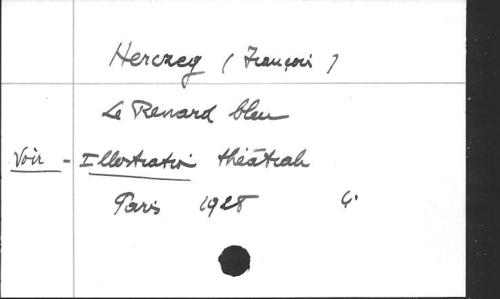 Herczeg (François)
Le Renard bleu
Voir - Illustration théâtrale
Paris 1928 4°